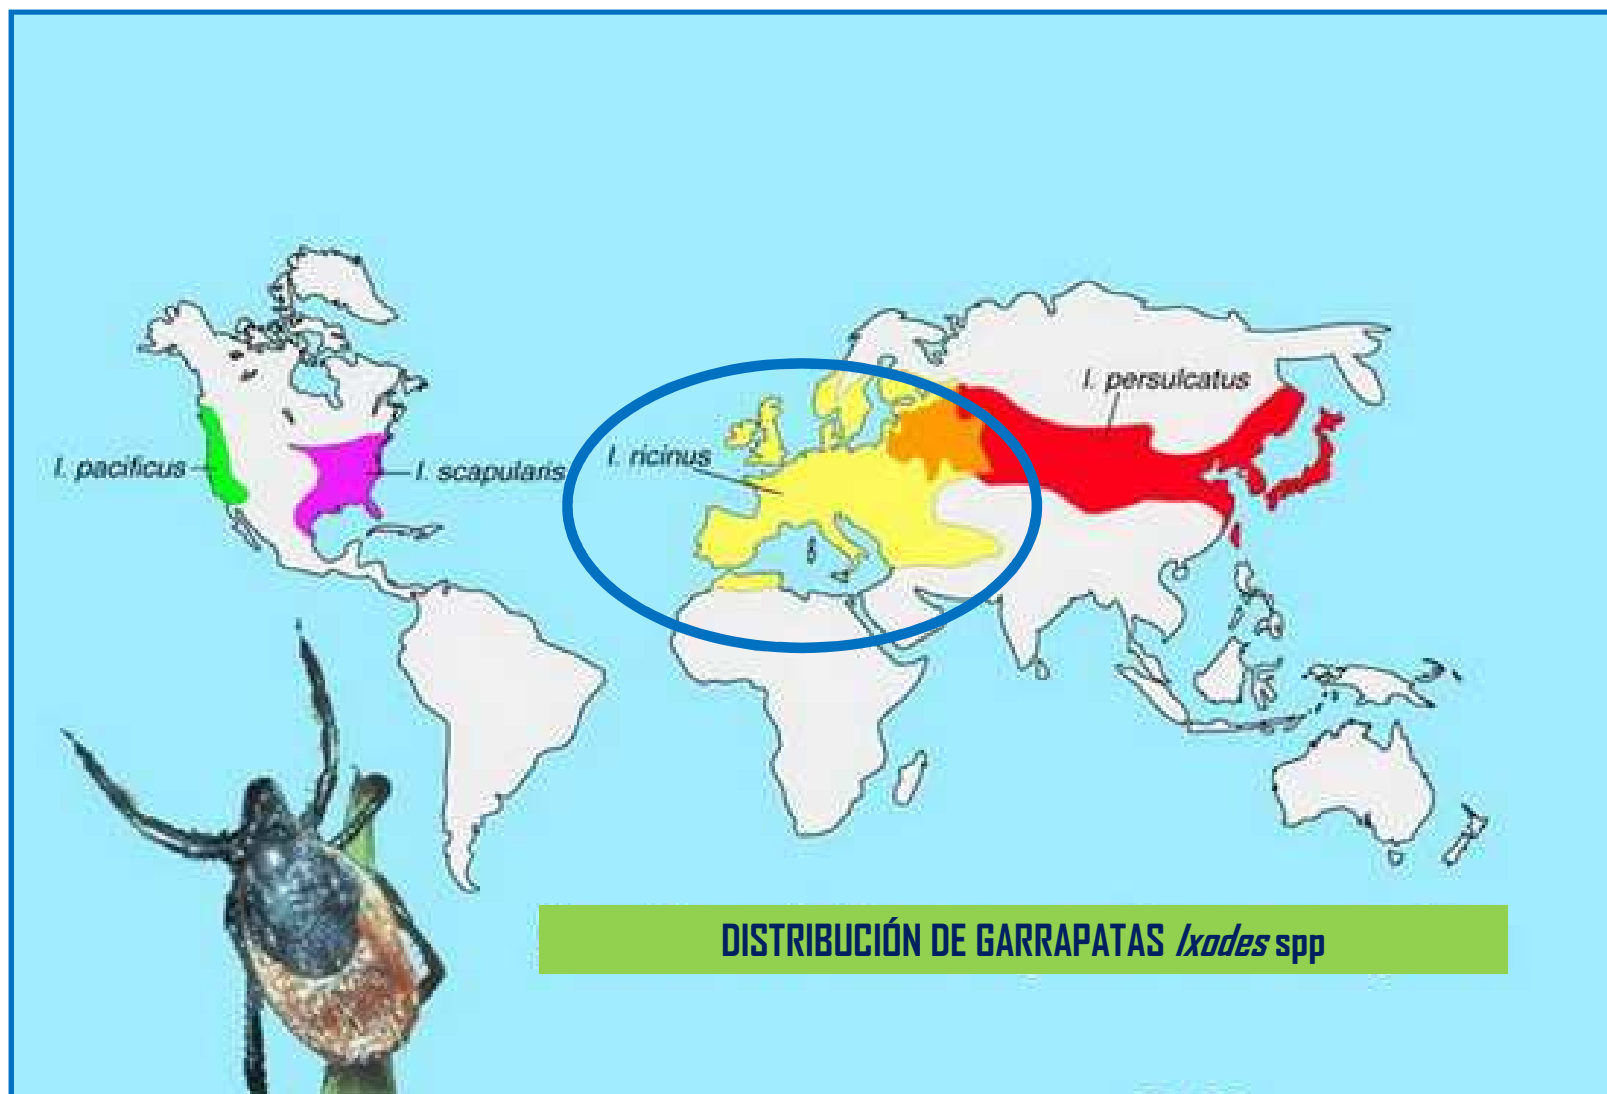 I. persulcatus
I. ricinus
I. pacificus
I. scapularis
DISTRIBUCIÓN DE GARRAPATAS Ixodes spp